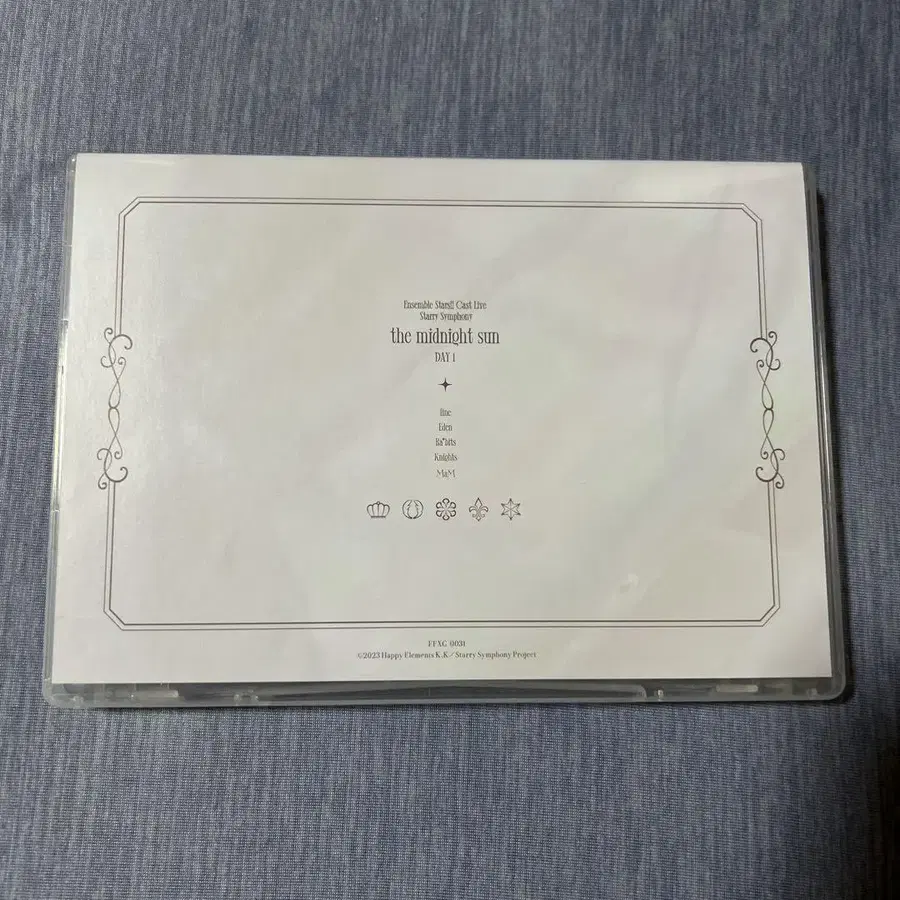 Ensemble Stars!! Cast Live
Starry Symphony
the midnight sun
DAY 1
fine
Eden
Ra*bits
Knights
MaM
FFXG 0031
©2023 Happy Elements K.K / Starry Symphony Project